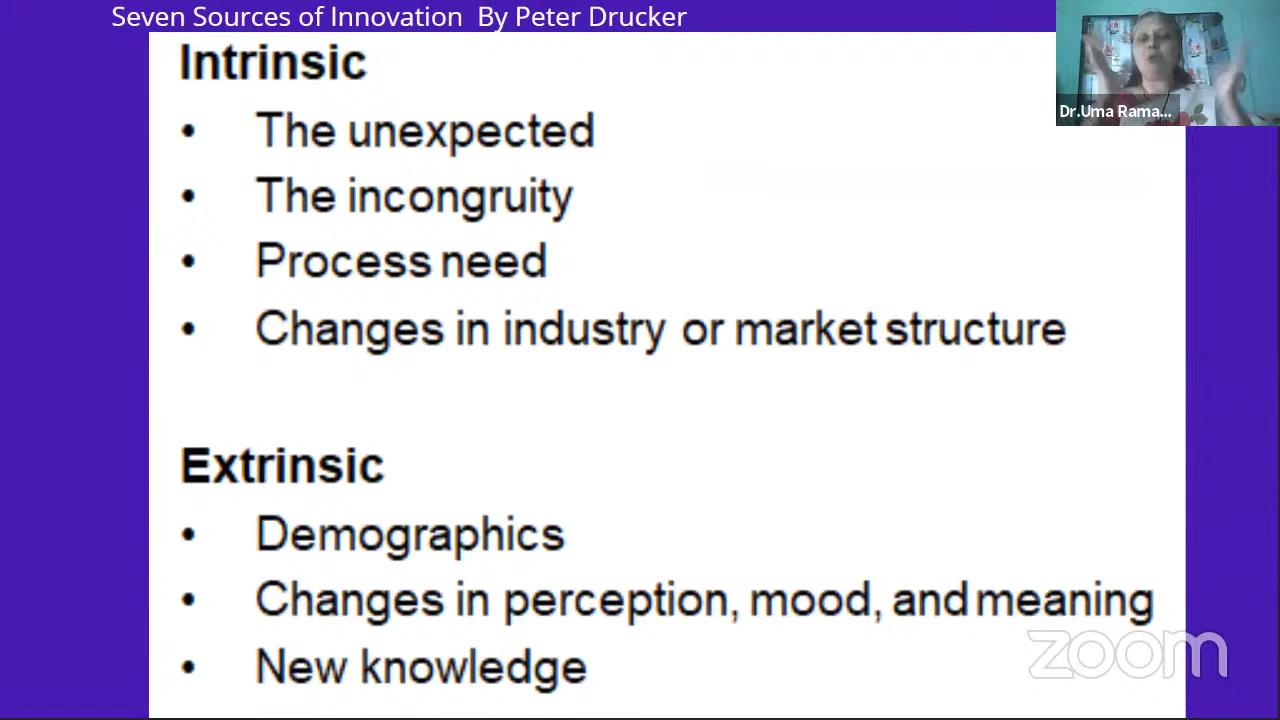 Seven Sources of Innovation By Peter Drucker
Intrinsic
• The unexpected
• The incongruity
• Process need
• Changes in industry or market structure
Extrinsic
• Demographics
• Changes in perception, mood, and meaning
• New knowledge
Dr.Uma Rama...
zoom